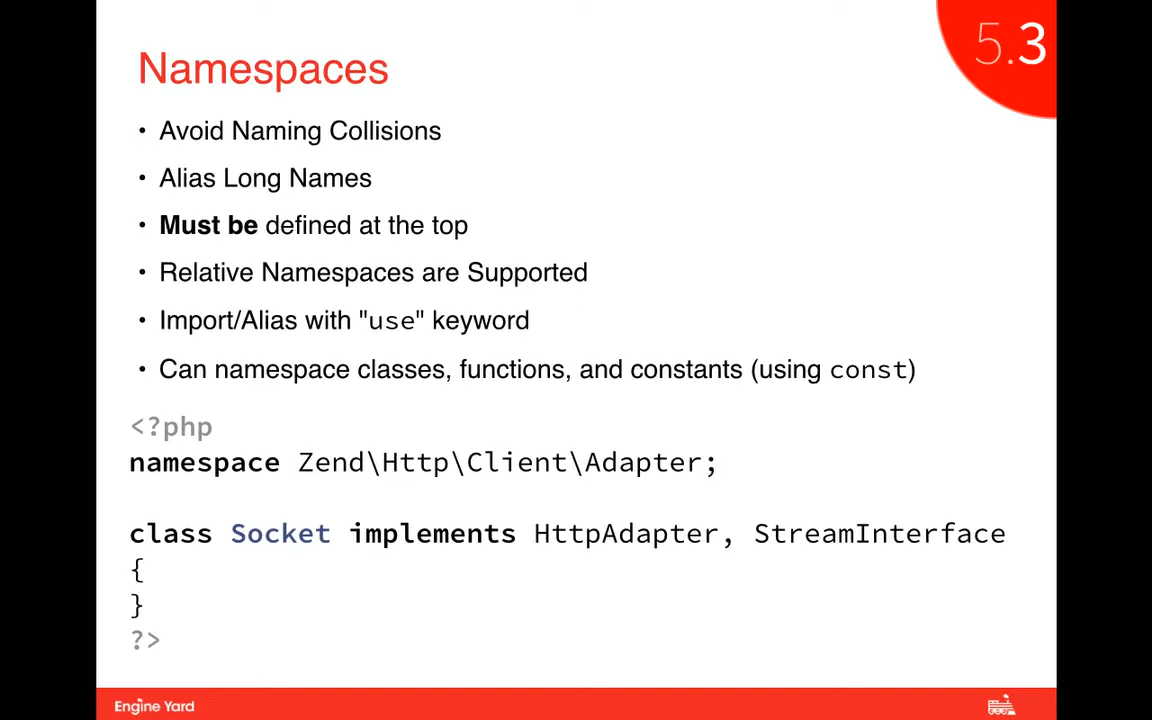 5.3
Namespaces
• Avoid Naming Collisions
• Alias Long Names
• Must be defined at the top
• Relative Namespaces are Supported
• Import/Alias with "use" keyword
• Can namespace classes, functions, and constants (using const)
<?php
namespace Zend\Http\Client\Adapter;
class Socket implements HttpAdapter, StreamInterface
{
}
?>
Engine Yard